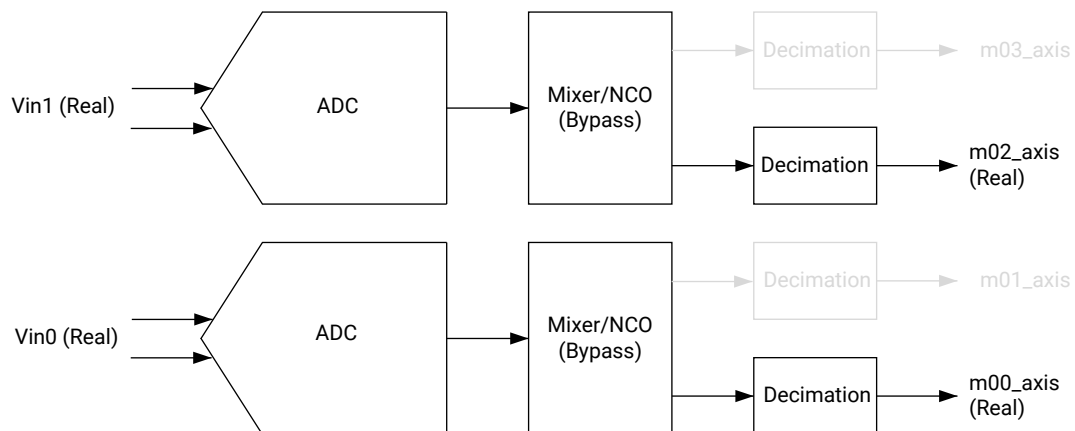 Decimation
m03_axis
Vin1 (Real)
ADC
Mixer/NCO
(Bypass)
Decimation
m02_axis
(Real)
Decimation
m01_axis
Vin0 (Real)
ADC
Mixer/NCO
(Bypass)
Decimation
m00_axis
(Real)